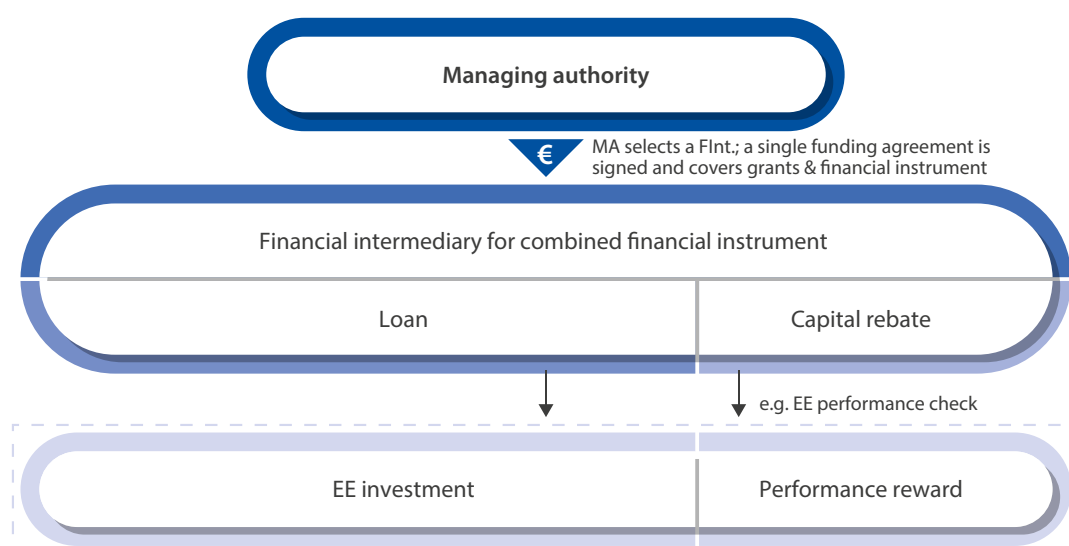 Managing authority
€
MA selects a FInt.; a single funding agreement is
signed and covers grants & financial instrument
Financial intermediary for combined financial instrument
Loan
Capital rebate
e.g. EE performance check
EE investment
Performance reward